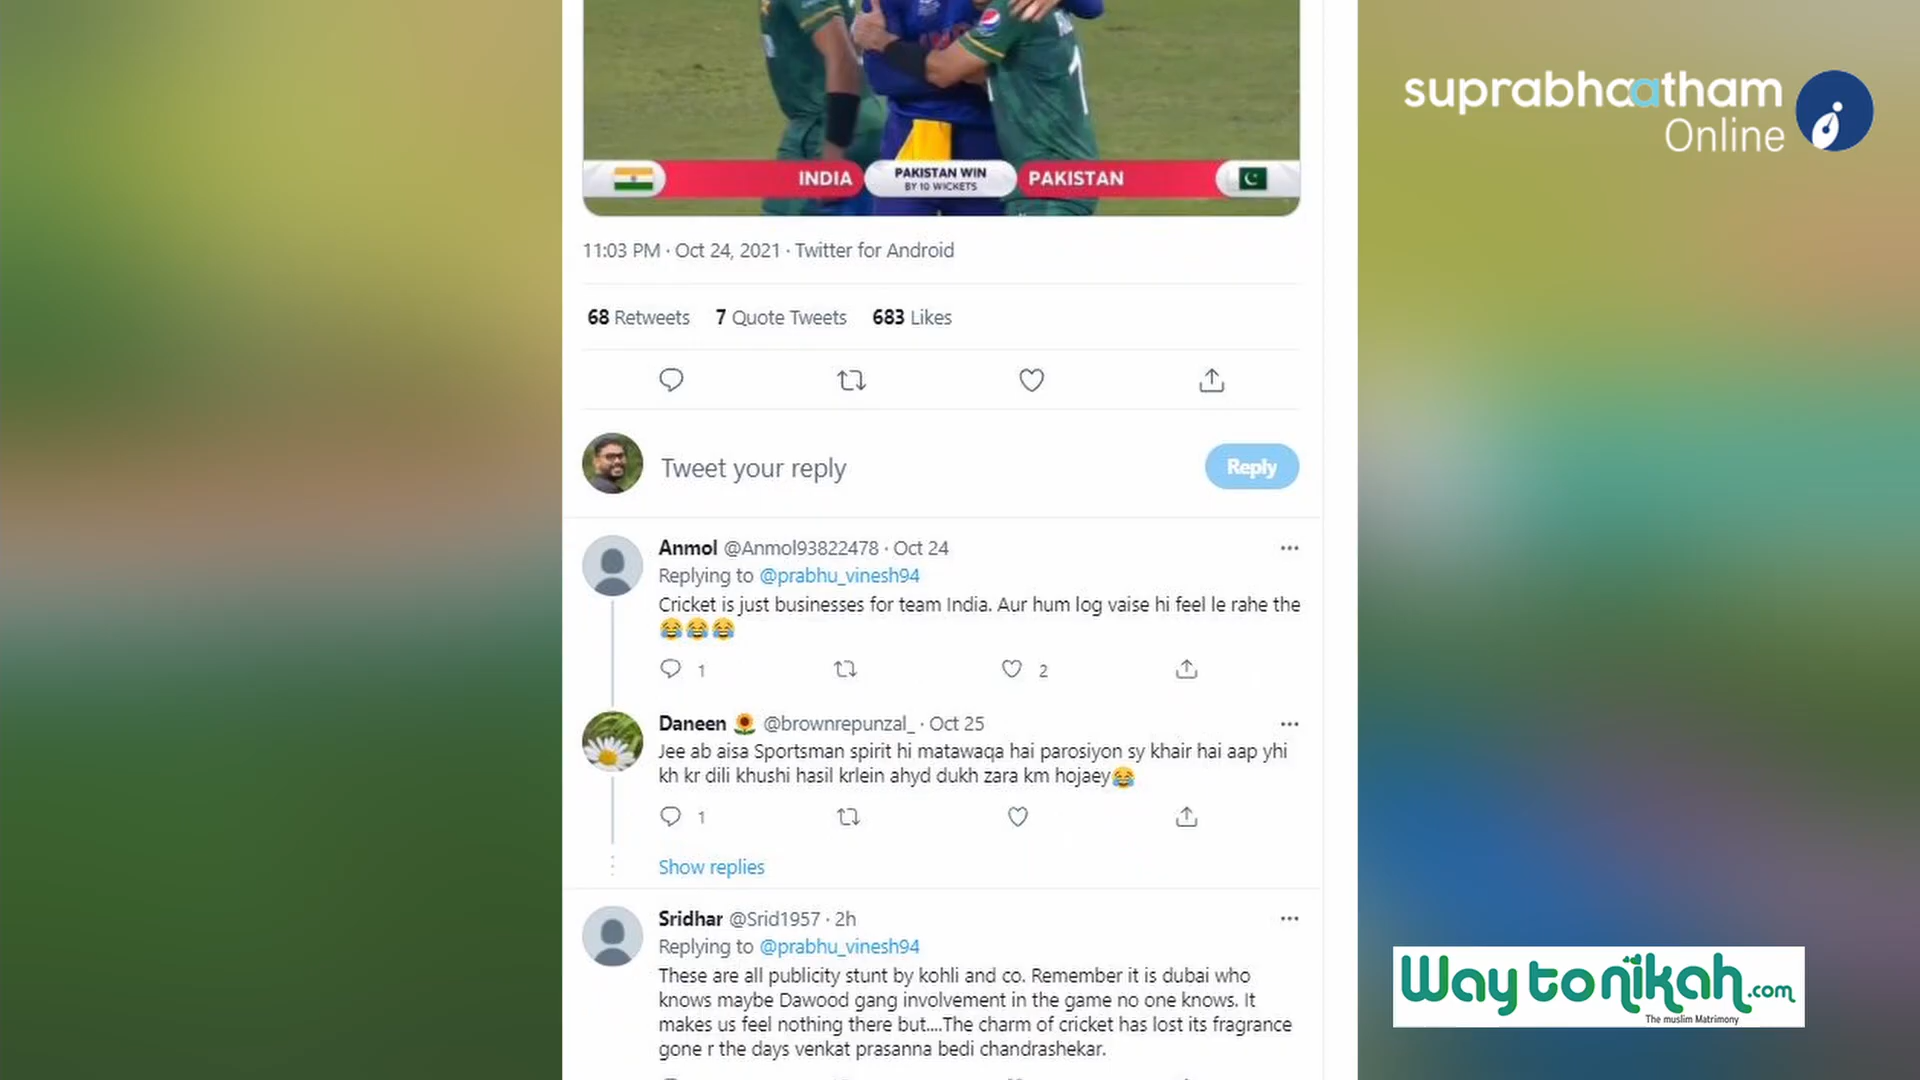 suprabhaatham
Online
INDIA
PAKISTAN WIN
BY 10 WICKETS
PAKISTAN
11:03 PM · Oct 24, 2021 · Twitter for Android
68 Retweets 7 Quote Tweets 683 Likes
Tweet your reply
Reply
Anmol @Anmol93822478 · Oct 24
Replying to @prabhu_vinesh94
Cricket is just businesses for team India. Aur hum log vaise hi feel le rahe the
😂😂😂
1 2
Daneen 🌻 @brownrepunzal_ · Oct 25
Jee ab aisa Sportsman spirit hi matawaqa hai parosiyon sy khair hai aap yhi
kh kr dili khushi hasil krlein ahyd dukh zara km hojaey😂
1
Show replies
Sridhar @Srid1957 · 2h
Replying to @prabhu_vinesh94
These are all publicity stunt by kohli and co. Remember it is dubai who
knows maybe Dawood gang involvement in the game no one knows. It
makes us feel nothing there but....The charm of cricket has lost its fragrance
gone r the days venkat prasanna bedi chandrashekar.
Way to nikah.com
The muslim Matrimony